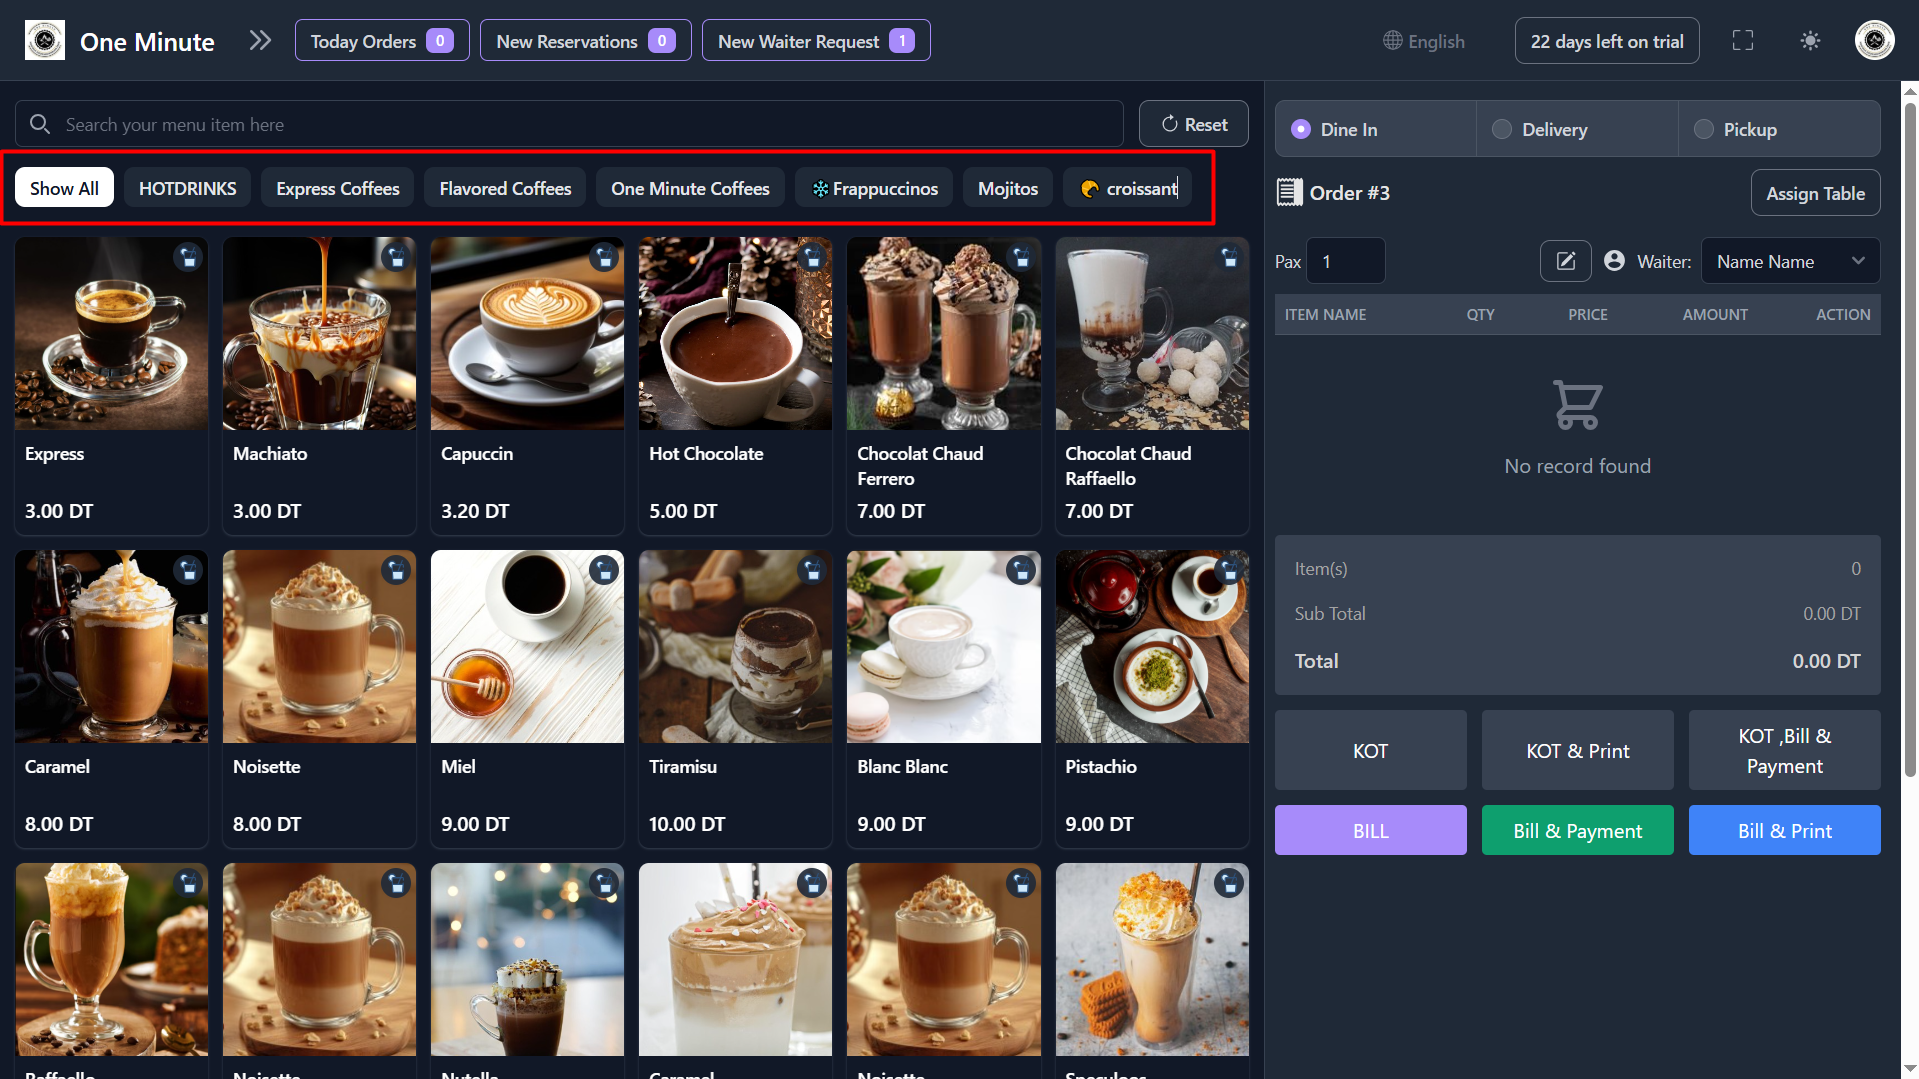 One Minute
Today Orders 0
New Reservations 0
New Waiter Request 1
English
22 days left on trial
Search your menu item here
Reset
Show All
HOTDRINKS
Express Coffees
Flavored Coffees
One Minute Coffees
Frappuccinos
Mojitos
croissant
Express
3.00 DT
Machiato
3.00 DT
Capuccin
3.20 DT
Hot Chocolate
5.00 DT
Chocolat Chaud
Ferrero
7.00 DT
Chocolat Chaud
Raffaello
7.00 DT
Caramel
8.00 DT
Noisette
8.00 DT
Miel
9.00 DT
Tiramisu
10.00 DT
Blanc Blanc
9.00 DT
Pistachio
9.00 DT
Raffaello
Noisette
Nutella
Caramel
Noisette
Speculoos
Dine In
Delivery
Pickup
Order #3
Assign Table
Pax 1
Waiter: Name Name
ITEM NAME QTY PRICE AMOUNT ACTION
No record found
Item(s) 0
Sub Total 0.00 DT
Total 0.00 DT
KOT
KOT & Print
KOT ,Bill &
Payment
BILL
Bill & Payment
Bill & Print